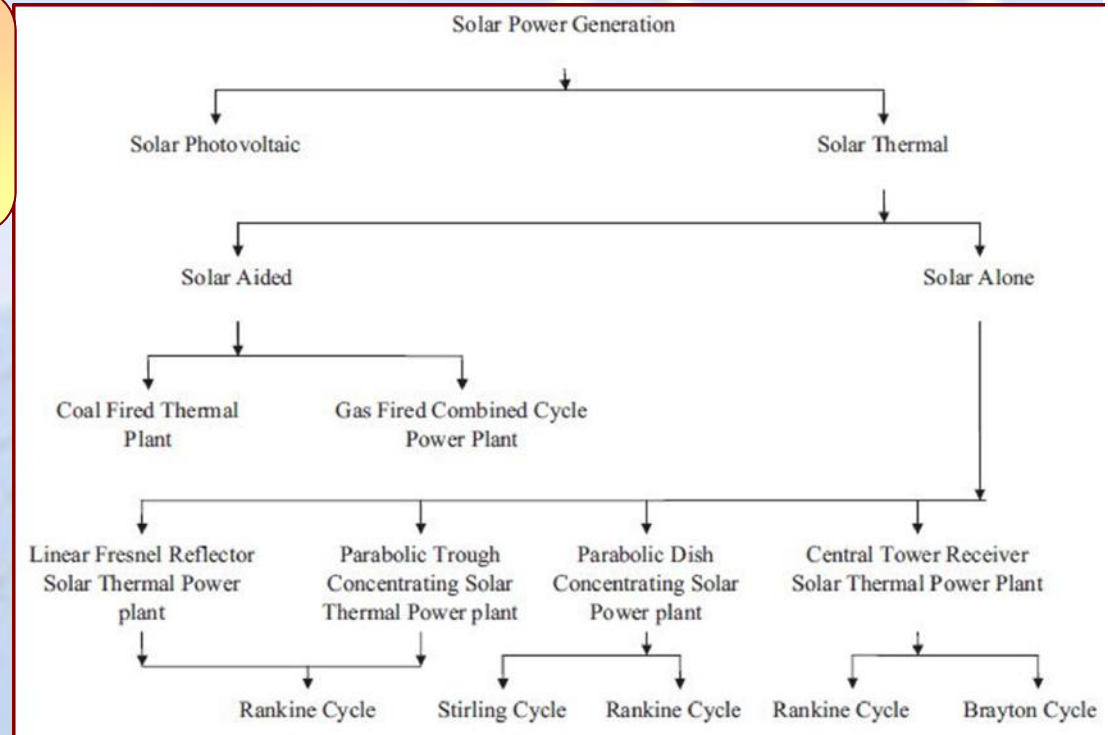 Solar Power Generation
Solar Photovoltaic
Solar Thermal
Solar Aided
Solar Alone
Coal Fired Thermal
Plant
Gas Fired Combined Cycle
Power Plant
Linear Fresnel Reflector
Solar Thermal Power
plant
Parabolic Trough
Concentrating Solar
Thermal Power plant
Parabolic Dish
Concentrating Solar
Power plant
Central Tower Receiver
Solar Thermal Power Plant
Rankine Cycle
Stirling Cycle
Rankine Cycle
Rankine Cycle
Brayton Cycle